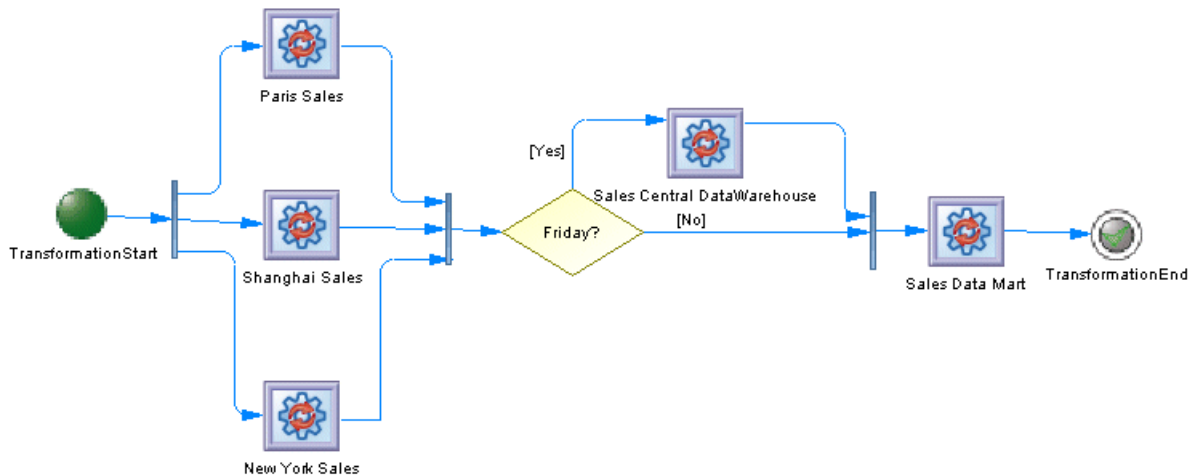 Paris Sales
[Yes]
Sales Central DataWarehouse
TransformationStart
Friday?
[No]
Shanghai Sales
Sales Data Mart
TransformationEnd
New York Sales